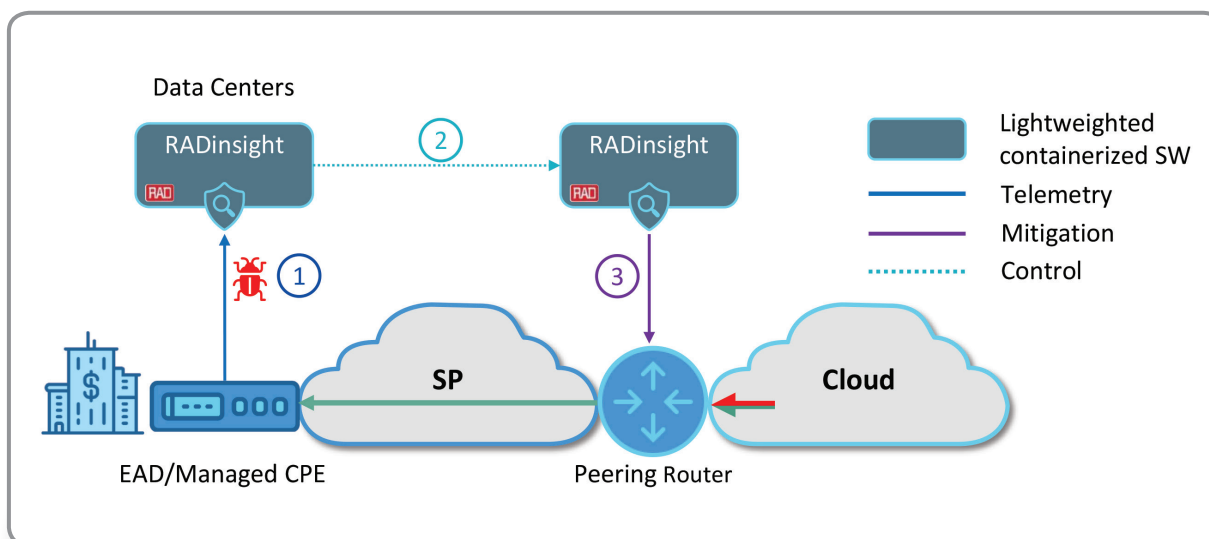 Data Centers
RADinsight
2
RADinsight
Lightweighted
containerized SW
RAD
RAD
Telemetry
Mitigation
1
3
Control
$
SP
Cloud
EAD/Managed CPE
Peering Router